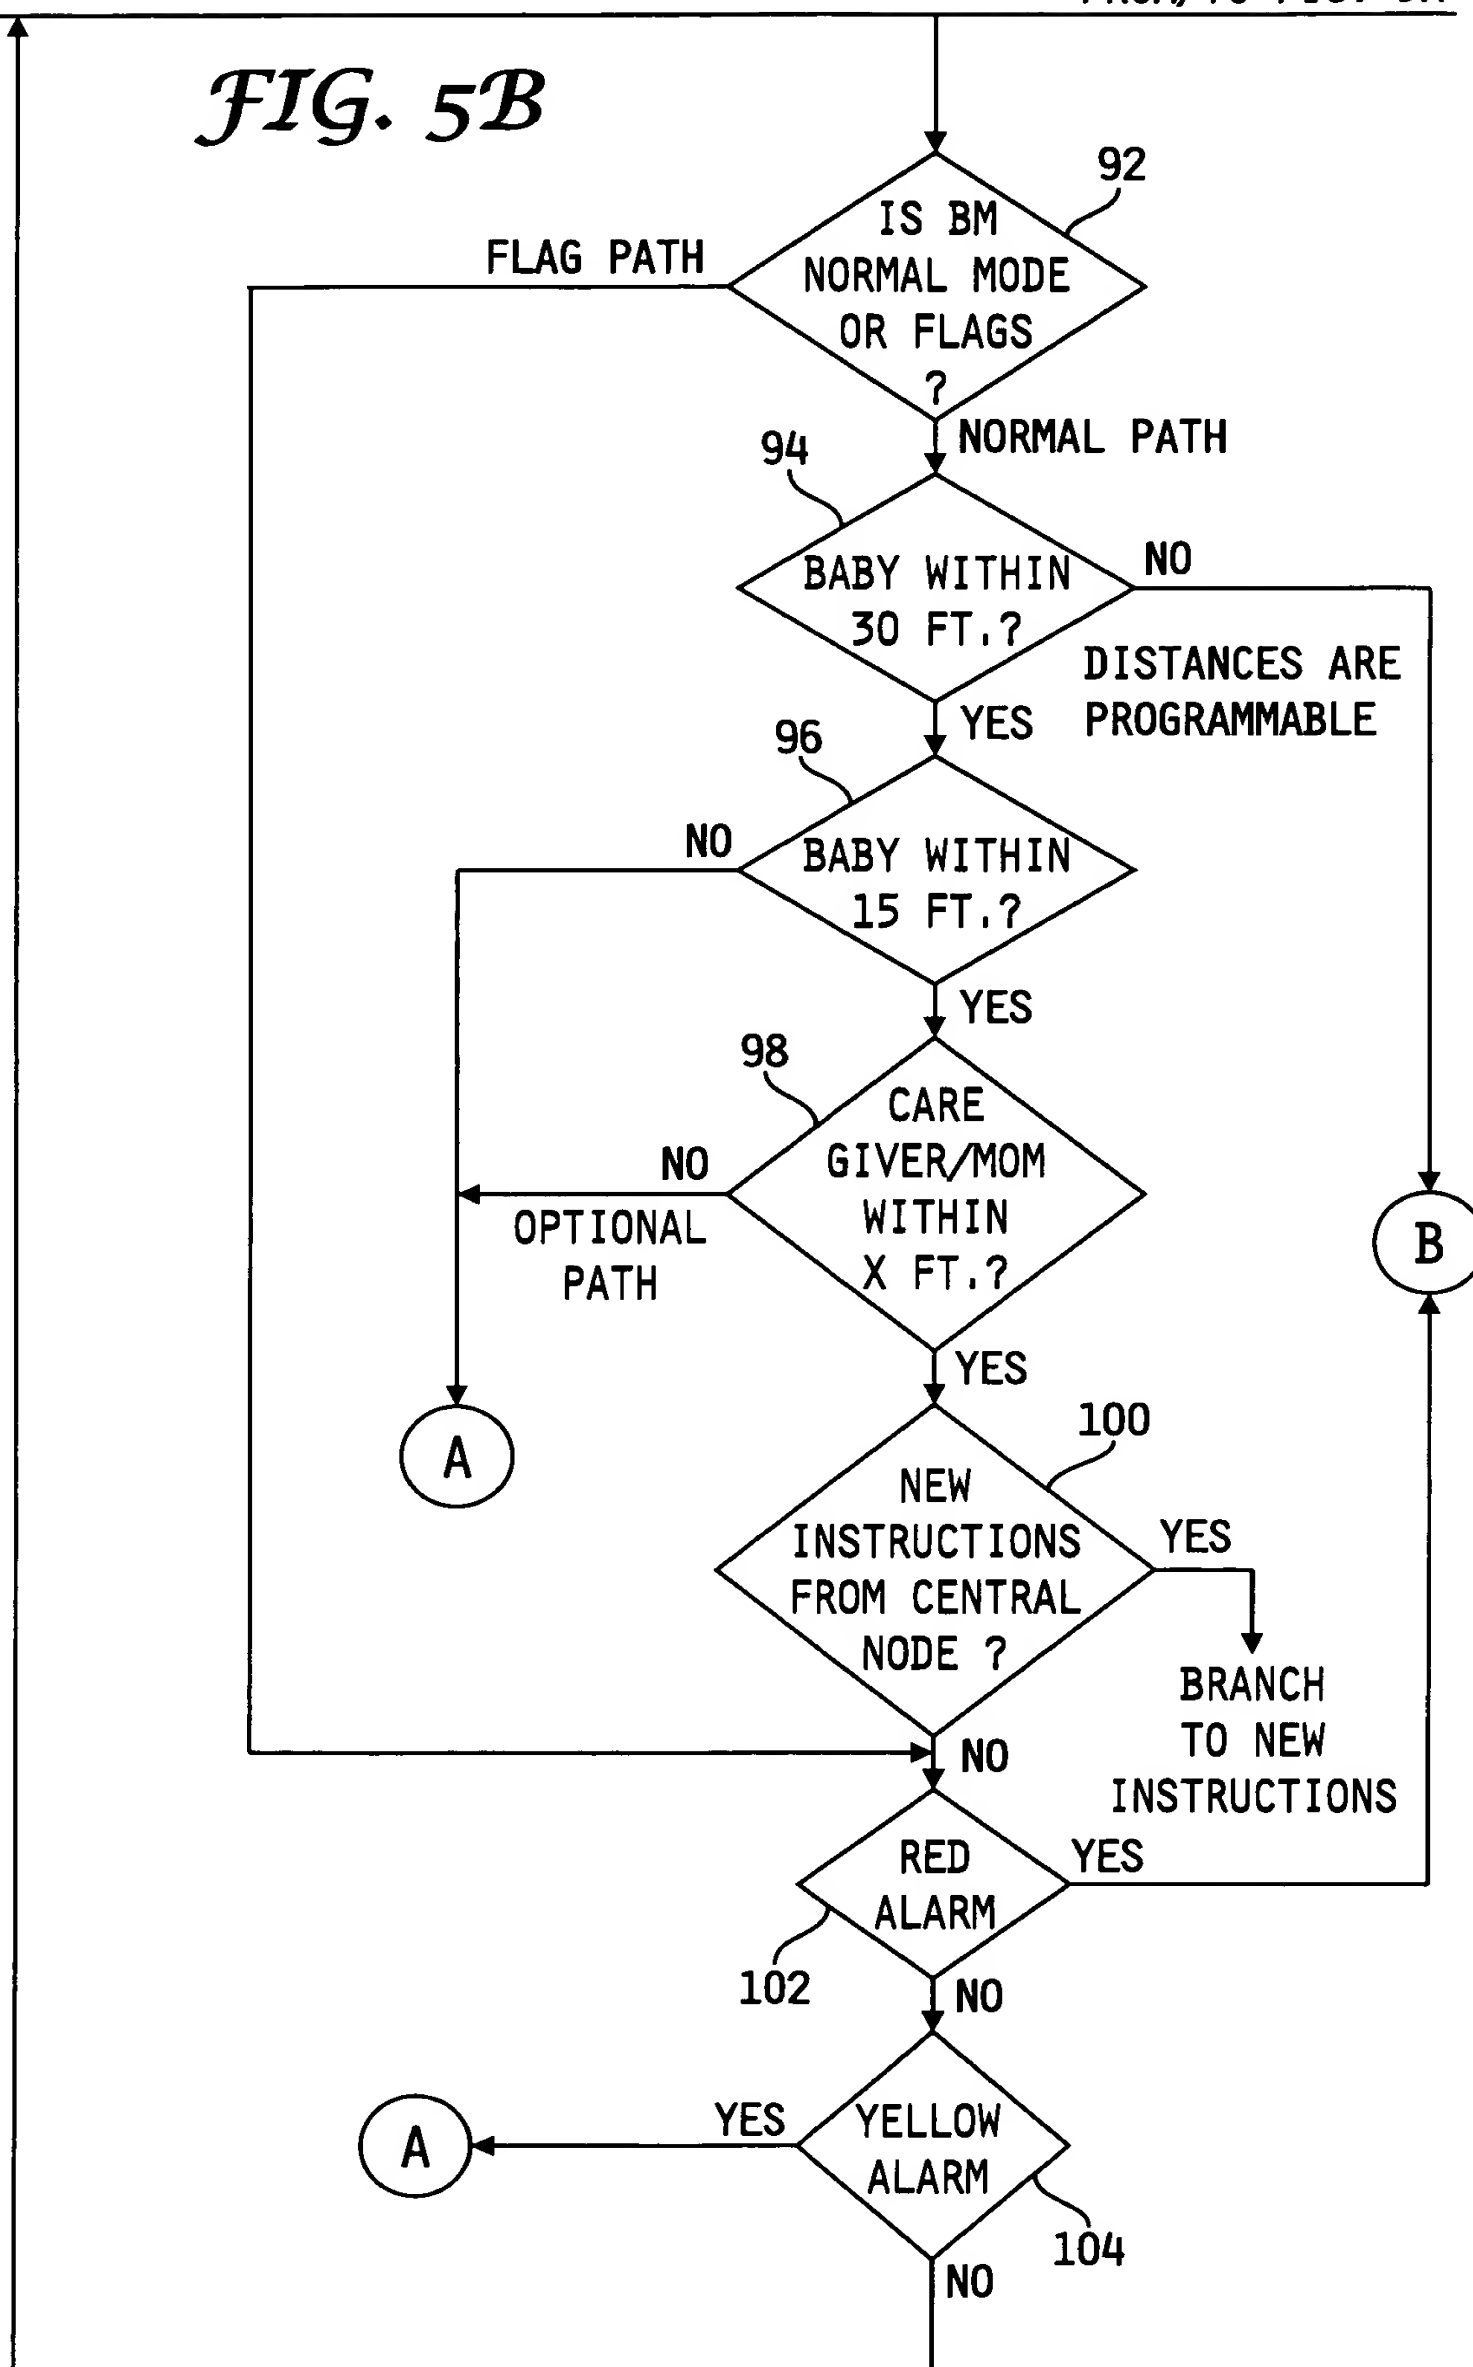 FIG. 5B
92
IS BM
NORMAL MODE
OR FLAGS
?
FLAG PATH
NORMAL PATH
94
BABY WITHIN
30 FT.?
NO
DISTANCES ARE
PROGRAMMABLE
YES
96
BABY WITHIN
15 FT.?
NO
YES
98
CARE
GIVER/MOM
WITHIN
X FT.?
NO
OPTIONAL
PATH
B
YES
A
100
NEW
INSTRUCTIONS
FROM CENTRAL
NODE ?
YES
BRANCH
TO NEW
INSTRUCTIONS
NO
RED
ALARM
YES
102
NO
YELLOW
ALARM
YES
A
104
NO